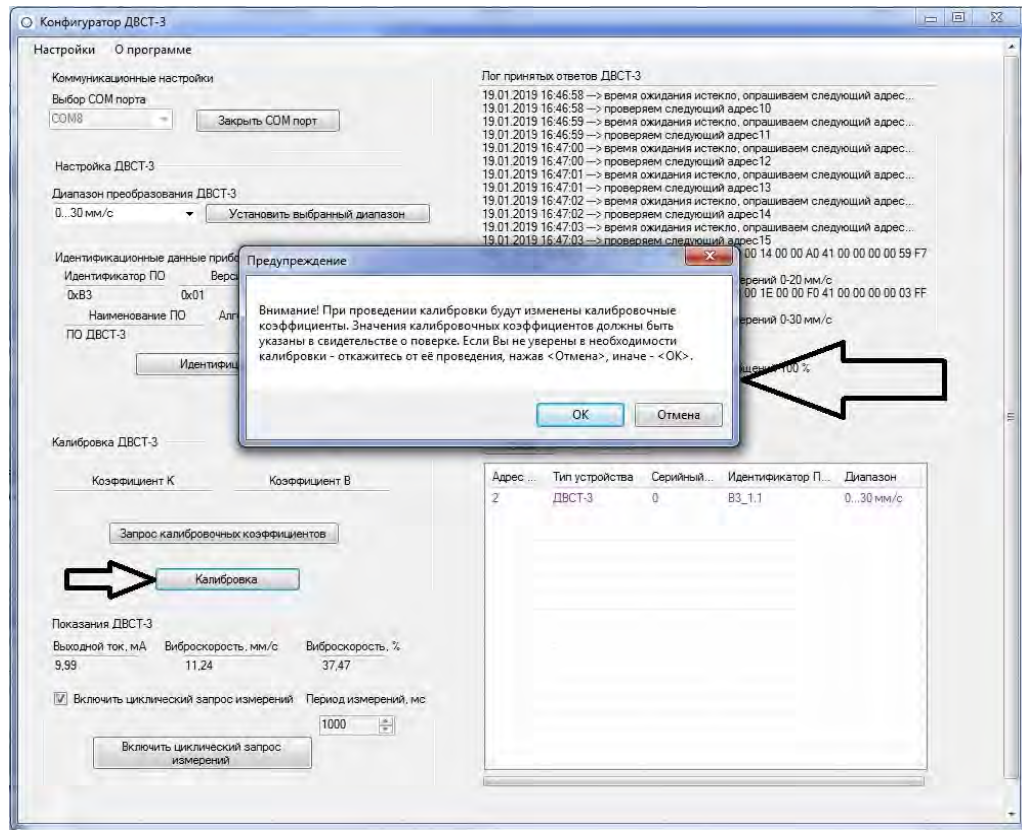 Конфигуратор ДВСТ-3
Настройки О программе
Коммуникационные настройки
Выбор COM порта
COM8
Закрыть COM порт
Настройка ДВСТ-3
Диапазон преобразования ДВСТ-3
0...30 мм/с
Установить выбранный диапазон
Идентификационные данные
Идентификатор ПО
0xB3 0x01
Наименование ПО
ПО ДВСТ-3
Калибровка ДВСТ-3
Коэффициент К Коэффициент В
Запрос калибровочных коэффициентов
Калибровка
Показания ДВСТ-3
Выходной ток, мА Виброскорость, мм/с Виброскорость, %
9,99 11,24 37,47
Включить циклический запрос измерений Период измерений, мс
1000
Включить циклический запрос
измерений
Лог принятых ответов ДВСТ-3
19.01.2019 16:46:58 --> время ожидания истекло, опрашиваем следующий адрес...
19.01.2019 16:46:58 --> проверяем следующий адрес10
19.01.2019 16:46:59 --> время ожидания истекло, опрашиваем следующий адрес...
19.01.2019 16:46:59 --> проверяем следующий адрес11
19.01.2019 16:47:00 --> время ожидания истекло, опрашиваем следующий адрес...
19.01.2019 16:47:00 --> проверяем следующий адрес12
19.01.2019 16:47:01 --> время ожидания истекло, опрашиваем следующий адрес...
19.01.2019 16:47:01 --> проверяем следующий адрес13
19.01.2019 16:47:02 --> время ожидания истекло, опрашиваем следующий адрес...
19.01.2019 16:47:02 --> проверяем следующий адрес14
19.01.2019 16:47:03 --> время ожидания истекло, опрашиваем следующий адрес...
19.01.2019 16:47:03 --> проверяем следующий адрес15
00 14 00 00 A0 41 00 00 00 00 59 F7
0-20 мм/с
00 1E 00 00 F0 41 00 00 00 00 03 FF
0-30 мм/с
100 %
Предупреждение
Внимание! При проведении калибровки будут изменены калибровочные
коэффициенты. Значения калибровочных коэффициентов должны быть
указаны в свидетельстве о поверке. Если Вы не уверены в необходимости
калибровки - откажитесь от её проведения, нажав <Отмена>, иначе - <ОК>.
ОК Отмена
Адрес ... Тип устройства Серийный... Идентификатор П... Диапазон
2 ДВСТ-3 0 B3_1.1 0...30 мм/с